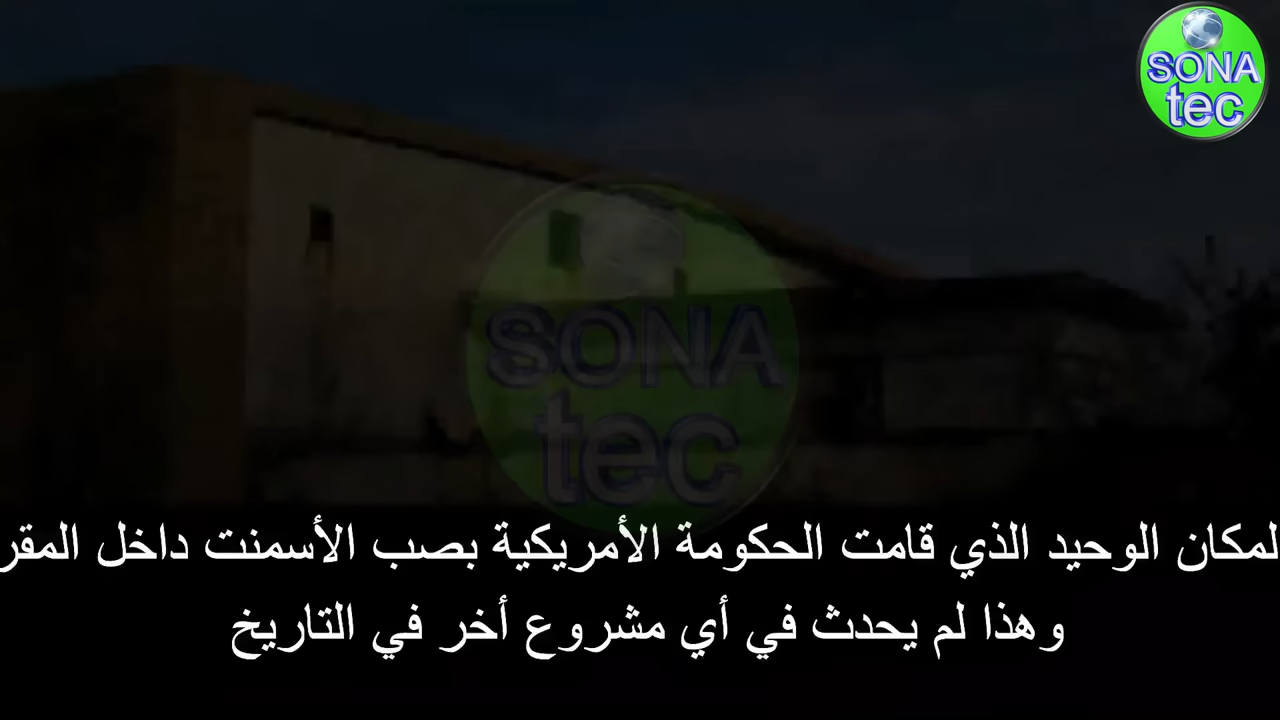 SONA
tec
SONA
tec
لمكان الوحيد الذي قامت الحكومة الأمريكية بصب الأسمنت داخل المقر
وهذا لم يحدث في أي مشروع أخر في التاريخ